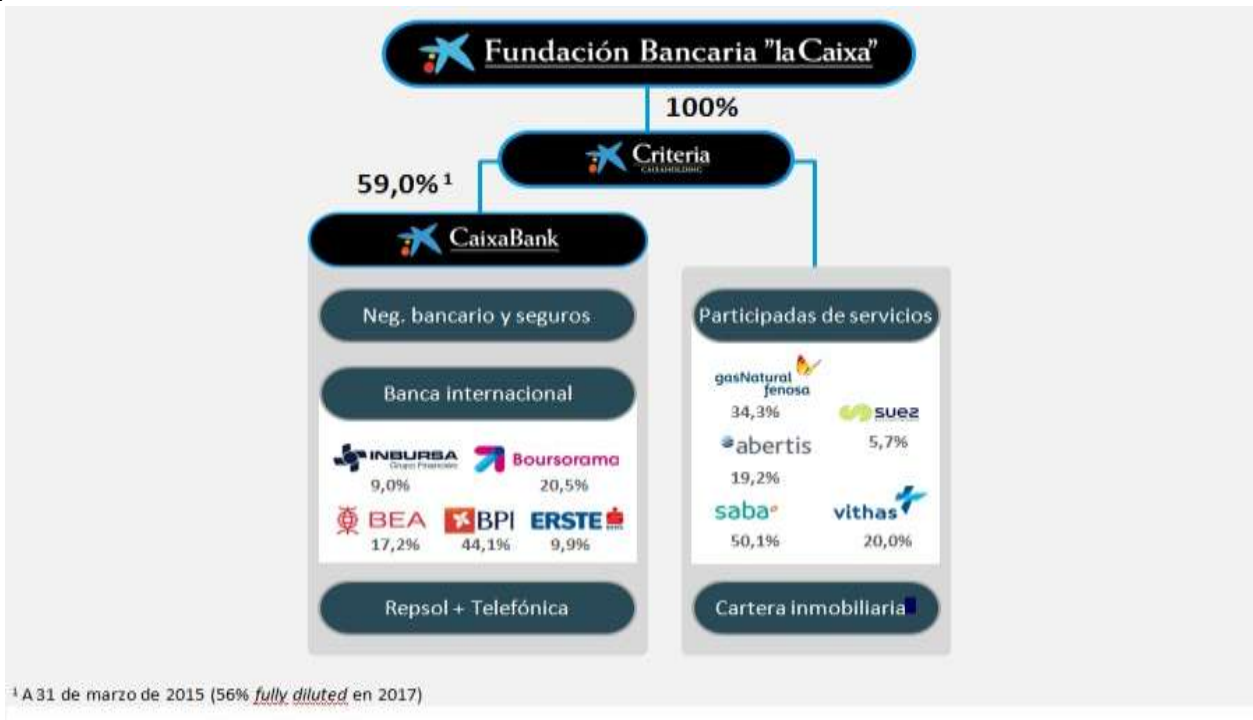 Fundación Bancaria "la Caixa"
100%
Criteria
CAIXAHOLDING
59,0% 1
CaixaBank
Neg. bancario y seguros
Banca internacional
INBURSA
Grupo Financiero
9,0%
Boursorama
20,5%
BEA
17,2%
BPI
44,1%
ERSTE
9,9%
Repsol + Telefónica
Participadas de servicios
gasNatural
fenosa
34,3%
suez
5,7%
abertis
19,2%
saba
50,1%
vithas
20,0%
Cartera inmobiliaria
1 A 31 de marzo de 2015 (56% fully diluted en 2017)